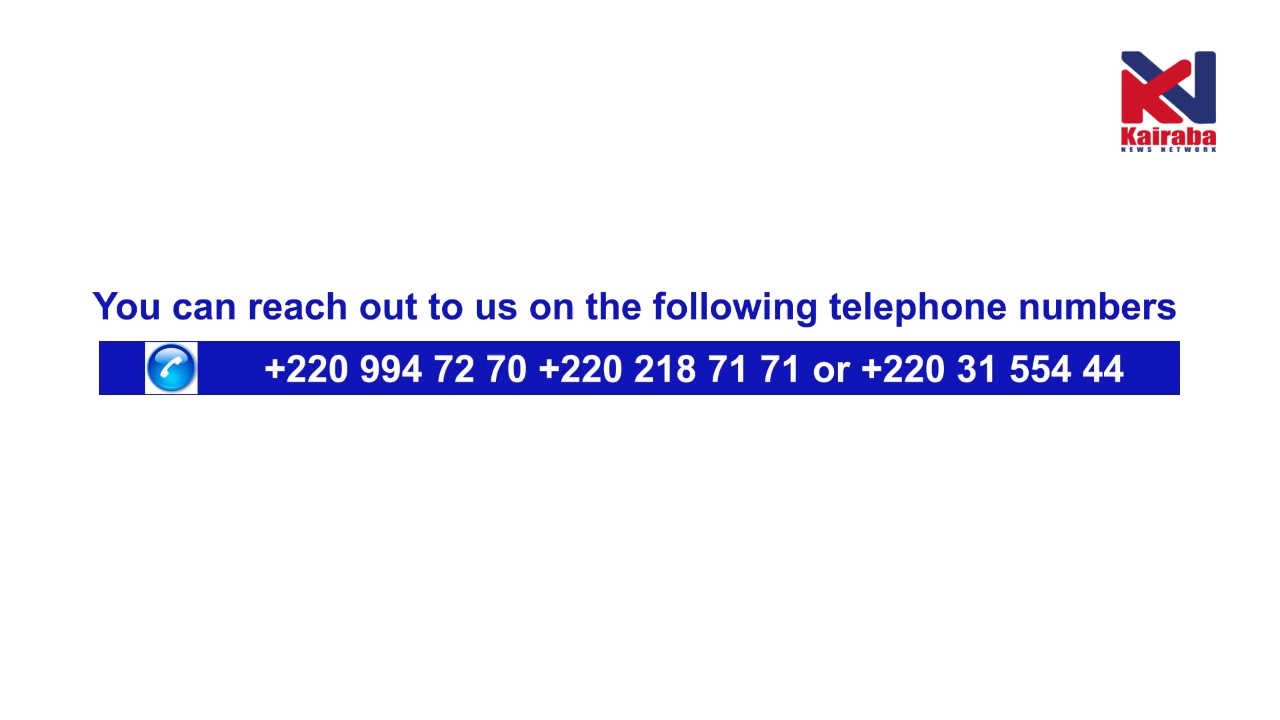 Kairaba
NEWS NETWORK
You can reach out to us on the following telephone numbers
+220 994 72 70 +220 218 71 71 or +220 31 554 44